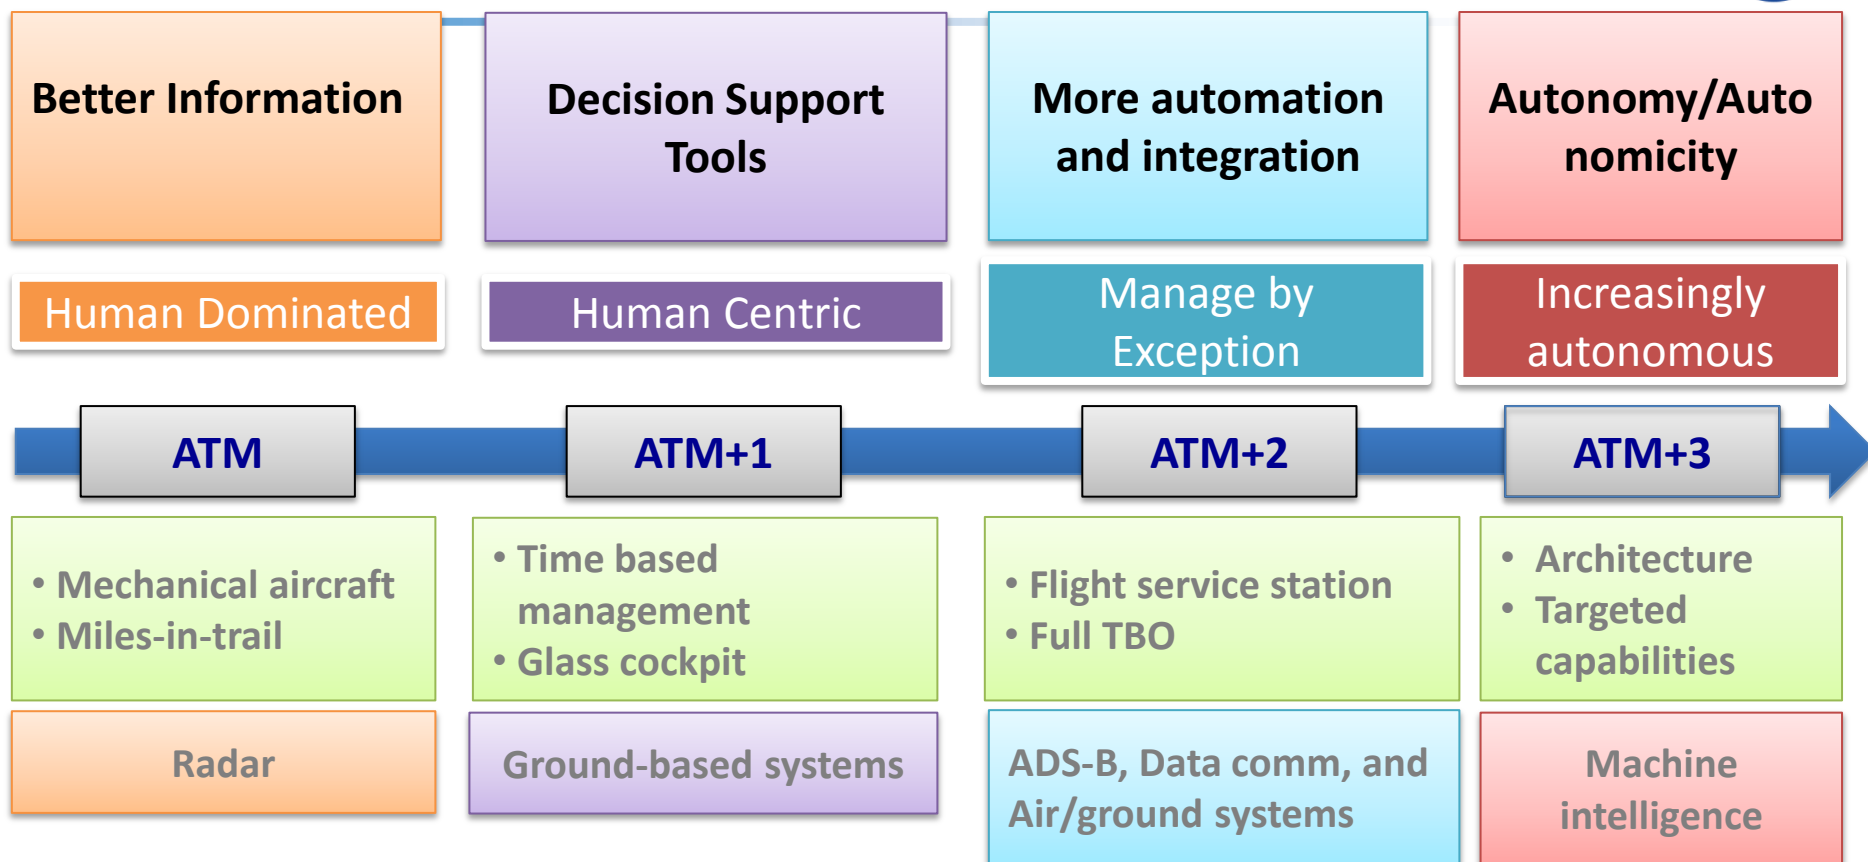 Better Information
Decision Support
Tools
More automation
and integration
Autonomy/Auto
nomicity
Human Dominated
Human Centric
Manage by
Exception
Increasingly
autonomous
ATM
ATM+1
ATM+2
ATM+3
• Mechanical aircraft
• Miles-in-trail
• Time based
management
• Glass cockpit
• Flight service station
• Full TBO
• Architecture
• Targeted
capabilities
Radar
Ground-based systems
ADS-B, Data comm, and
Air/ground systems
Machine
intelligence